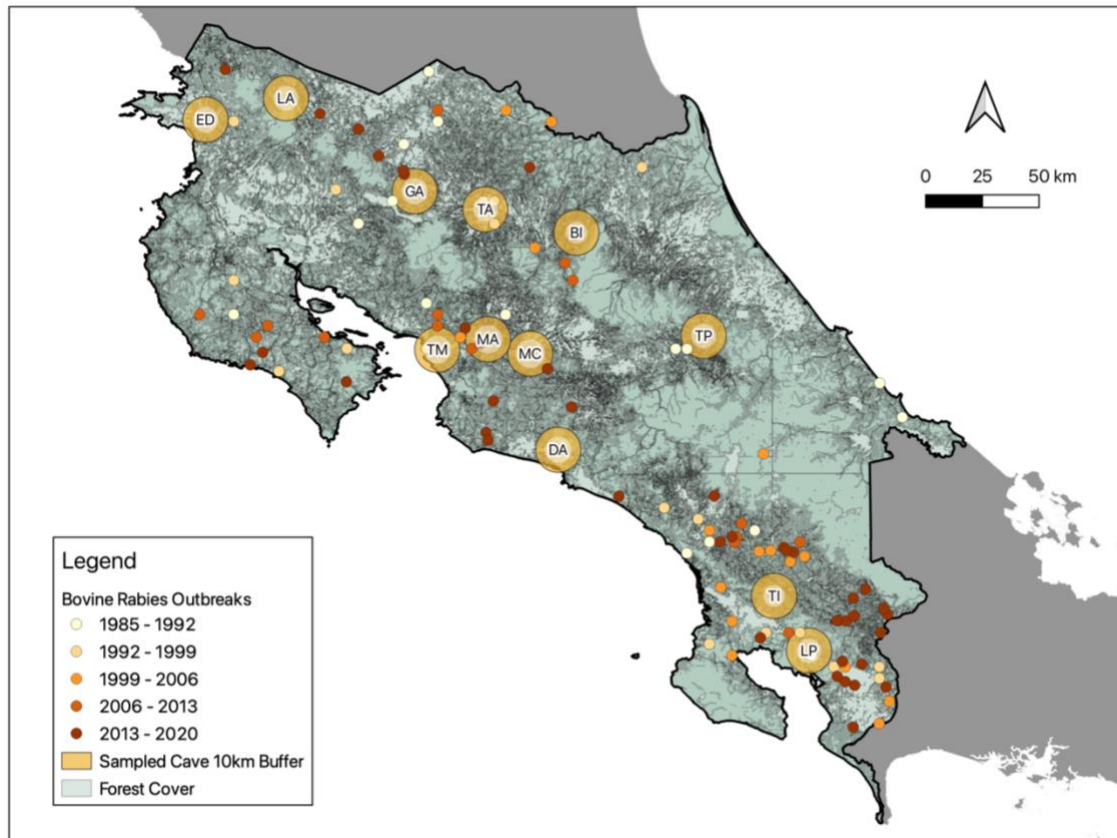 LA
ED
GA
TA
BI
0 25 50 km
TP
TM
MA
MC
DA
TI
LP
Legend
Bovine Rabies Outbreaks
1985 - 1992
1992 - 1999
1999 - 2006
2006 - 2013
2013 - 2020
Sampled Cave 10km Buffer
Forest Cover